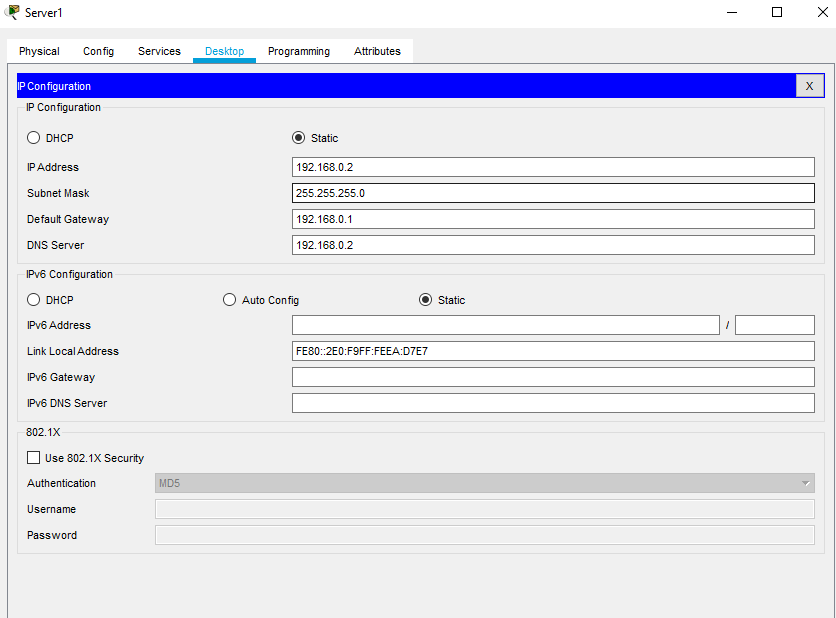 Server1
Physical Config Services Desktop Programming Attributes
IP Configuration X
IP Configuration
DHCP Static
IP Address 192.168.0.2
Subnet Mask 255.255.255.0
Default Gateway 192.168.0.1
DNS Server 192.168.0.2
IPv6 Configuration
DHCP Auto Config Static
IPv6 Address /
Link Local Address FE80::2E0:F9FF:FEEA:D7E7
IPv6 Gateway
IPv6 DNS Server
802.1X
Use 802.1X Security
Authentication MD5
Username
Password